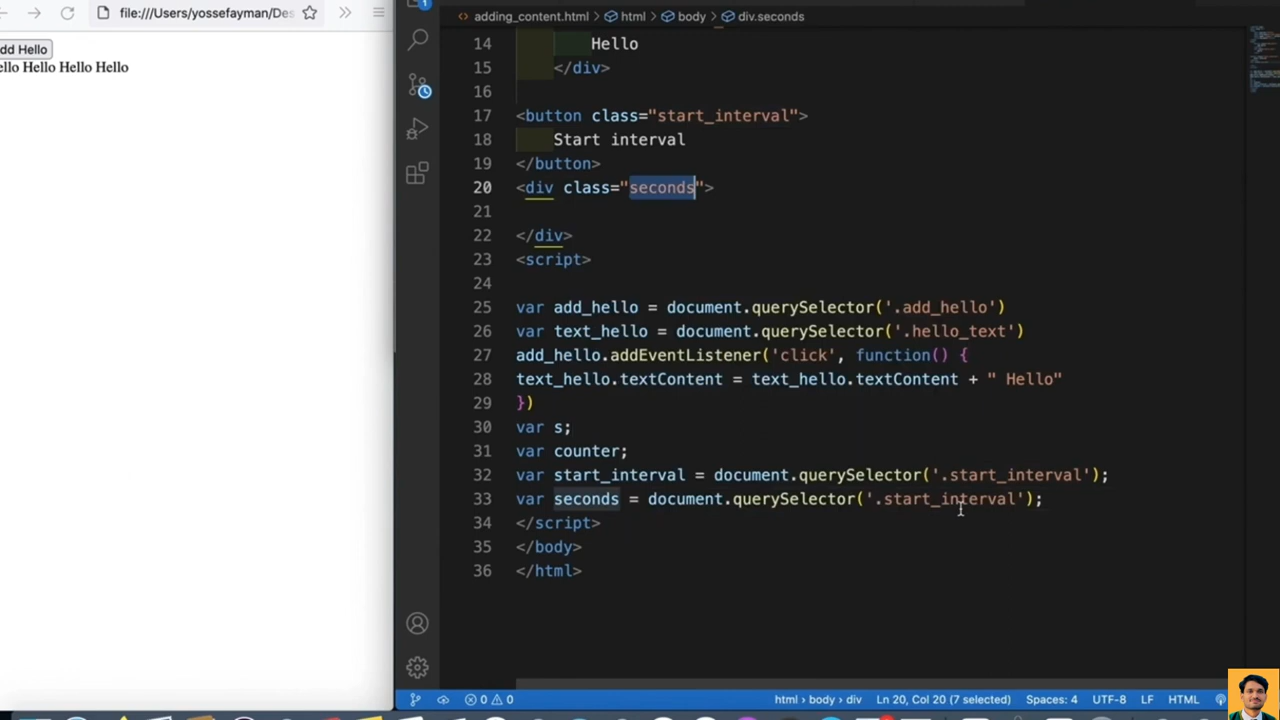 file:///Users/yossefayman/Des
dd Hello
ello Hello Hello Hello
1
adding_content.html > html > body > div.seconds
14 Hello
15 </div>
16
17 <button class="start_interval">
18 Start interval
19 </button>
20 <div class="seconds">
21
22 </div>
23 <script>
24
25 var add_hello = document.querySelector('.add_hello')
26 var text_hello = document.querySelector('.hello_text')
27 add_hello.addEventListener('click', function() {
28 text_hello.textContent = text_hello.textContent + " Hello"
29 })
30 var s;
31 var counter;
32 var start_interval = document.querySelector('.start_interval');
33 var seconds = document.querySelector('.start_interval');
34 </script>
35 </body>
36 </html>
0 0 html > body > div Ln 20, Col 20 (7 selected) Spaces: 4 UTF-8 LF HTML